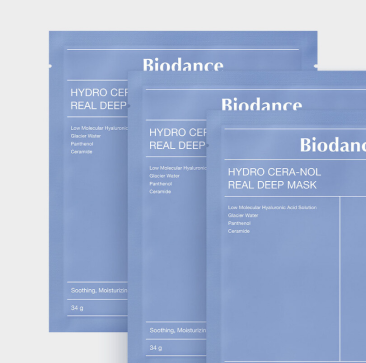 Biodance
HYDRO CER
REAL DEEP
Low Molecular Hyaluronic
Glacier Water
Panthenol
Ceramide
Soothing, Moisturizin
34 g
Biodance
HYDRO CER
REAL DEEP
Low Molecular Hyaluronic
Glacier Water
Panthenol
Ceramide
Soothing, Moisturizin
34 g
Biodanc
HYDRO CERA-NOL
REAL DEEP MASK
Low Molecular Hyaluronic Acid Solution
Glacier Water
Panthenol
Ceramide